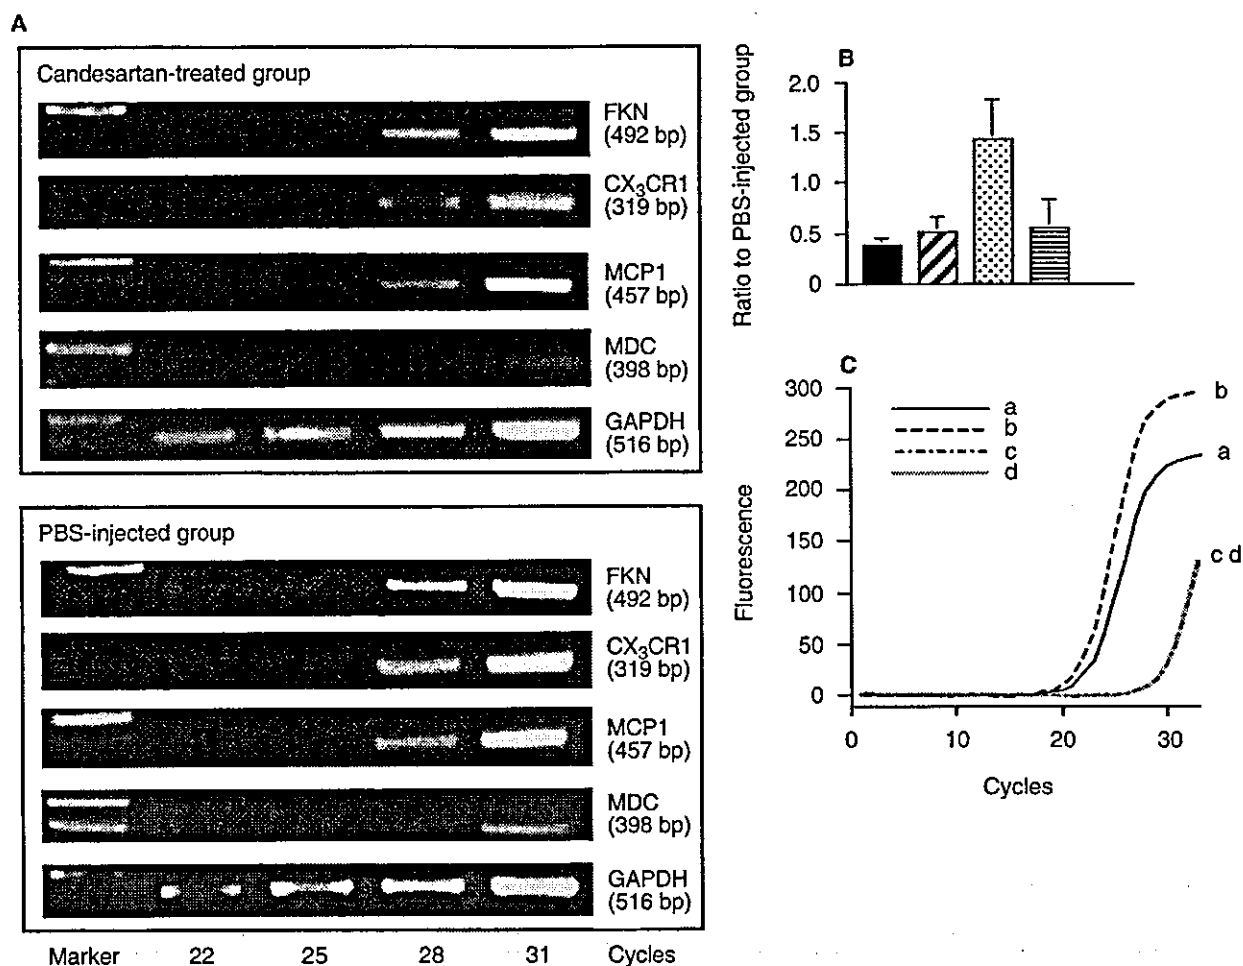 A
Candesartan-treated group
FKN
(492 bp)
CX₃CR1
(319 bp)
MCP1
(457 bp)
MDC
(398 bp)
GAPDH
(516 bp)
PBS-injected group
FKN
(492 bp)
CX₃CR1
(319 bp)
MCP1
(457 bp)
MDC
(398 bp)
GAPDH
(516 bp)
Marker 22 25 28 31 Cycles
B
Ratio to PBS-injected group
2.0
1.5
1.0
0.5
0
C
Fluorescence
300
250
200
150
100
50
0
a
b
c
d
b
a
c d
0 10 20 30
Cycles